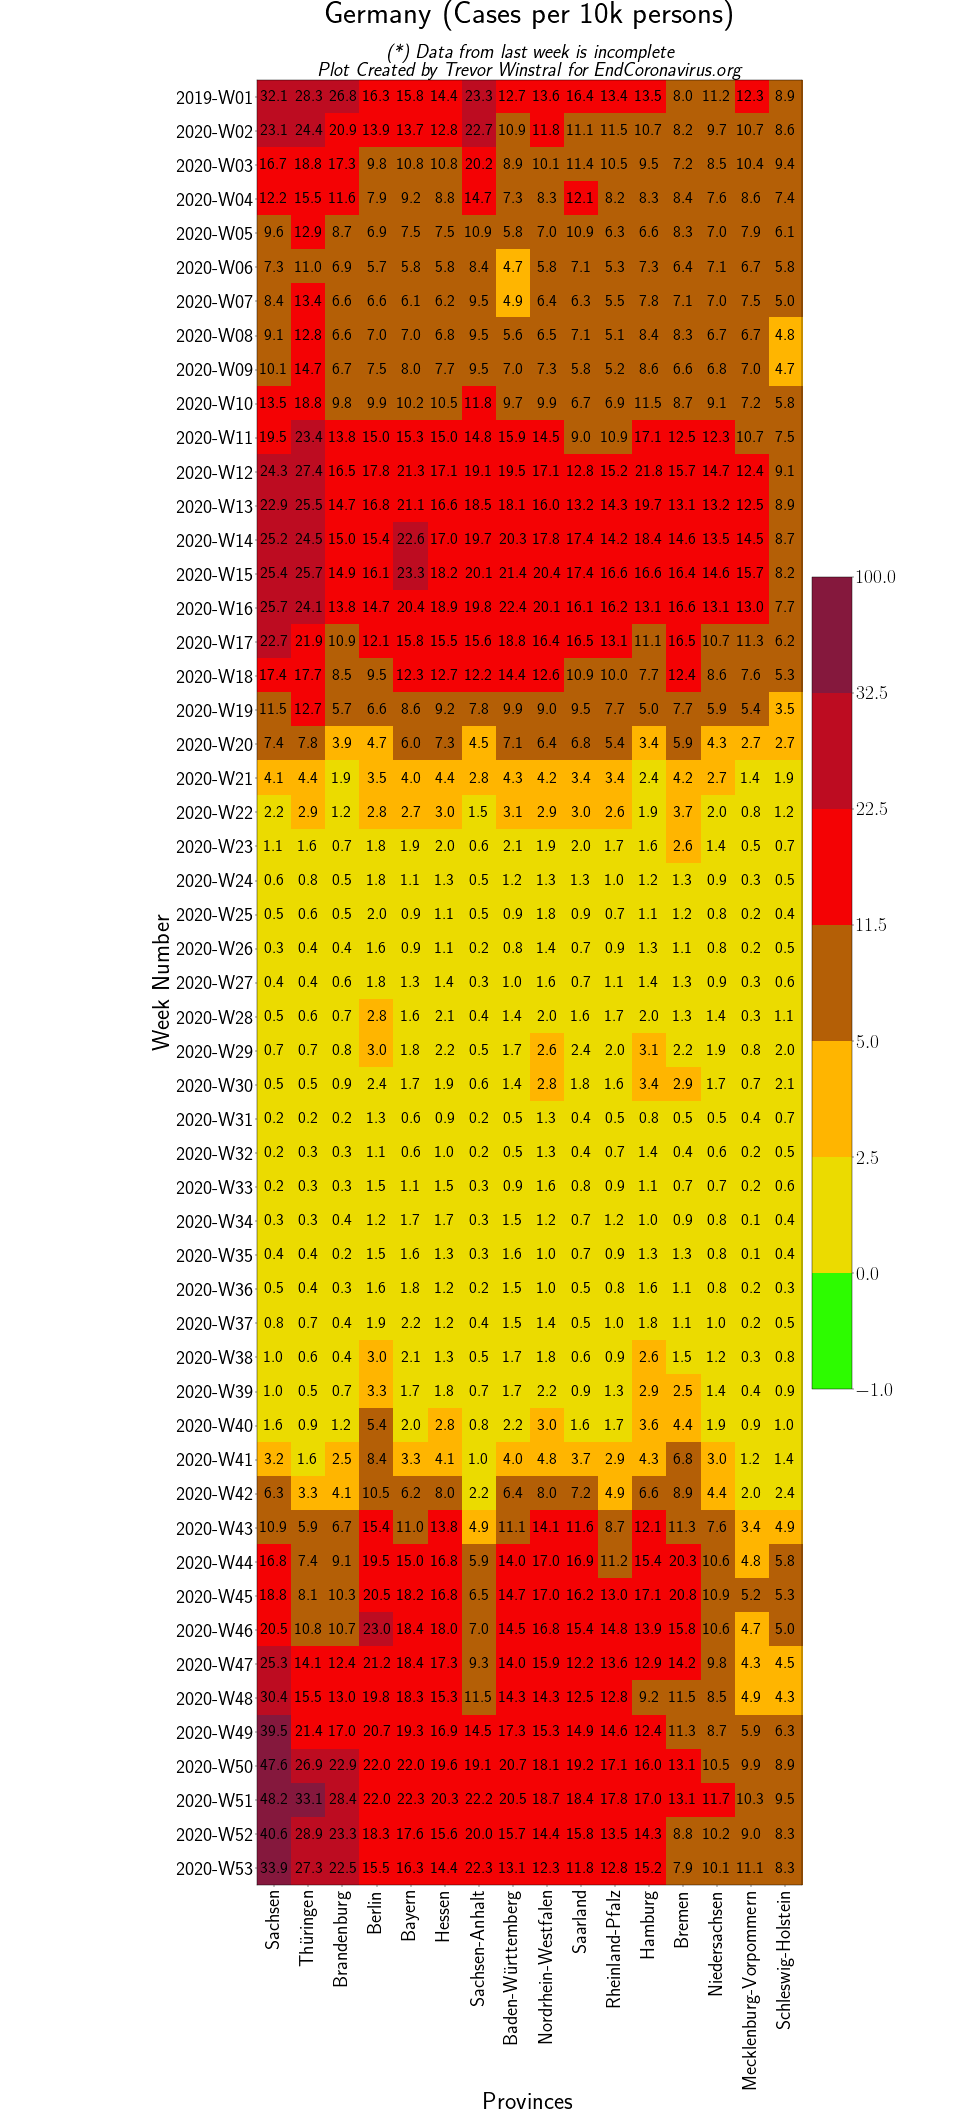 Germany (Cases per 10k persons)
(*) Data from last week is incomplete
Plot Created by Trevor Winstral for EndCoronavirus.org
2019-W01 32.1 28.3 26.8 16.3 15.8 14.4 23.3 12.7 13.6 16.4 13.4 13.5 8.0 11.2 12.3 8.9
2020-W02 23.1 24.4 20.9 13.9 13.7 12.8 22.7 10.9 11.8 11.1 11.5 10.7 8.2 9.7 10.7 8.6
2020-W03 16.7 18.8 17.3 9.8 10.8 10.8 20.2 8.9 10.1 11.4 10.5 9.5 7.2 8.5 10.4 9.4
2020-W04 12.2 15.5 11.6 7.9 9.2 8.8 14.7 7.3 8.3 12.1 8.2 8.3 8.4 7.6 8.6 7.4
2020-W05 9.6 12.9 8.7 6.9 7.5 7.5 10.9 5.8 7.0 10.9 6.3 6.6 8.3 7.0 7.9 6.1
2020-W06 7.3 11.0 6.9 5.7 5.8 5.8 8.4 4.7 5.8 7.1 5.3 7.3 6.4 7.1 6.7 5.8
2020-W07 8.4 13.4 6.6 6.6 6.1 6.2 9.5 4.9 6.4 6.3 5.5 7.8 7.1 7.0 7.5 5.0
2020-W08 9.1 12.8 6.6 7.0 7.0 6.8 9.5 5.6 6.5 7.1 5.1 8.4 8.3 6.7 6.7 4.8
2020-W09 10.1 14.7 6.7 7.5 8.0 7.7 9.5 7.0 7.3 5.8 5.2 8.6 6.6 6.8 7.0 4.7
2020-W10 13.5 18.8 9.8 9.9 10.2 10.5 11.8 9.7 9.9 6.7 6.9 11.5 8.7 9.1 7.2 5.8
2020-W11 19.5 23.4 13.8 15.0 15.3 15.0 14.8 15.9 14.5 9.0 10.9 17.1 12.5 12.3 10.7 7.5
2020-W12 24.3 27.4 16.5 17.8 21.3 17.1 19.1 19.5 17.1 12.8 15.2 21.8 15.7 14.7 12.4 9.1
2020-W13 22.9 25.5 14.7 16.8 21.1 16.6 18.5 18.1 16.0 13.2 14.3 19.7 13.1 13.2 12.5 8.9
2020-W14 25.2 24.5 15.0 15.4 22.6 17.0 19.7 20.3 17.8 17.4 14.2 18.4 14.6 13.5 14.5 8.7
2020-W15 25.4 25.7 14.9 16.1 23.3 18.2 20.1 21.4 20.4 17.4 16.6 16.6 16.4 14.6 15.7 8.2
2020-W16 25.7 24.1 13.8 14.7 20.4 18.9 19.8 22.4 20.1 16.1 16.2 13.1 16.6 13.1 13.0 7.7
2020-W17 22.7 21.9 10.9 12.1 15.8 15.5 15.6 18.8 16.4 16.5 13.1 11.1 16.5 10.7 11.3 6.2
2020-W18 17.4 17.7 8.5 9.5 12.3 12.7 12.2 14.4 12.6 10.9 10.0 7.7 12.4 8.6 7.6 5.3
2020-W19 11.5 12.7 5.7 6.6 8.6 9.2 7.8 9.9 9.0 9.5 7.7 5.0 7.7 5.9 5.4 3.5
2020-W20 7.4 7.8 3.9 4.7 6.0 7.3 4.5 7.1 6.4 6.8 5.4 3.4 5.9 4.3 2.7 2.7
2020-W21 4.1 4.4 1.9 3.5 4.0 4.4 2.8 4.3 4.2 3.4 3.4 2.4 4.2 2.7 1.4 1.9
2020-W22 2.2 2.9 1.2 2.8 2.7 3.0 1.5 3.1 2.9 3.0 2.6 1.9 3.7 2.0 0.8 1.2
2020-W23 1.1 1.6 0.7 1.8 1.9 2.0 0.6 2.1 1.9 2.0 1.7 1.6 2.6 1.4 0.5 0.7
2020-W24 0.6 0.8 0.5 1.8 1.1 1.3 0.5 1.2 1.3 1.3 1.0 1.2 1.3 0.9 0.3 0.5
2020-W25 0.5 0.6 0.5 2.0 0.9 1.1 0.5 0.9 1.8 0.9 0.7 1.1 1.2 0.8 0.2 0.4
2020-W26 0.3 0.4 0.4 1.6 0.9 1.1 0.2 0.8 1.4 0.7 0.9 1.3 1.1 0.8 0.2 0.5
2020-W27 0.4 0.4 0.6 1.8 1.3 1.4 0.3 1.0 1.6 0.7 1.1 1.4 1.3 0.9 0.3 0.6
2020-W28 0.5 0.6 0.7 2.8 1.6 2.1 0.4 1.4 2.0 1.6 1.7 2.0 1.3 1.4 0.3 1.1
2020-W29 0.7 0.7 0.8 3.0 1.8 2.2 0.5 1.7 2.6 2.4 2.0 3.1 2.2 1.9 0.8 2.0
2020-W30 0.5 0.5 0.9 2.4 1.7 1.9 0.6 1.4 2.8 1.8 1.6 3.4 2.9 1.7 0.7 2.1
2020-W31 0.2 0.2 0.2 1.3 0.6 0.9 0.2 0.5 1.3 0.4 0.5 0.8 0.5 0.5 0.4 0.7
2020-W32 0.2 0.3 0.3 1.1 0.6 1.0 0.2 0.5 1.3 0.4 0.7 1.4 0.4 0.6 0.2 0.5
2020-W33 0.2 0.3 0.3 1.5 1.1 1.5 0.3 0.9 1.6 0.8 0.9 1.1 0.7 0.7 0.2 0.6
2020-W34 0.3 0.3 0.4 1.2 1.7 1.7 0.3 1.5 1.2 0.7 1.2 1.0 0.9 0.8 0.1 0.4
2020-W35 0.4 0.4 0.2 1.5 1.6 1.3 0.3 1.6 1.0 0.7 0.9 1.3 1.3 0.8 0.1 0.4
2020-W36 0.5 0.4 0.3 1.6 1.8 1.2 0.2 1.5 1.0 0.5 0.8 1.6 1.1 0.8 0.2 0.3
2020-W37 0.8 0.7 0.4 1.9 2.2 1.2 0.4 1.5 1.4 0.5 1.0 1.8 1.1 1.0 0.2 0.5
2020-W38 1.0 0.6 0.4 3.0 2.1 1.3 0.5 1.7 1.8 0.6 0.9 2.6 1.5 1.2 0.3 0.8
2020-W39 1.0 0.5 0.7 3.3 1.7 1.8 0.7 1.7 2.2 0.9 1.3 2.9 2.5 1.4 0.4 0.9
2020-W40 1.6 0.9 1.2 5.4 2.0 2.8 0.8 2.2 3.0 1.6 1.7 3.6 4.4 1.9 0.9 1.0
2020-W41 3.2 1.6 2.5 8.4 3.3 4.1 1.0 4.0 4.8 3.7 2.9 4.3 6.8 3.0 1.2 1.4
2020-W42 6.3 3.3 4.1 10.5 6.2 8.0 2.2 6.4 8.0 7.2 4.9 6.6 8.9 4.4 2.0 2.4
2020-W43 10.9 5.9 6.7 15.4 11.0 13.8 4.9 11.1 14.1 11.6 8.7 12.1 11.3 7.6 3.4 4.9
2020-W44 16.8 7.4 9.1 19.5 15.0 16.8 5.9 14.0 17.0 16.9 11.2 15.4 20.3 10.6 4.8 5.8
2020-W45 18.8 8.1 10.3 20.5 18.2 16.8 6.5 14.7 17.0 16.2 13.0 17.1 20.8 10.9 5.2 5.3
2020-W46 20.5 10.8 10.7 23.0 18.4 18.0 7.0 14.5 16.8 15.4 14.8 13.9 15.8 10.6 4.7 5.0
2020-W47 25.3 14.1 12.4 21.2 18.4 17.3 9.3 14.0 15.9 12.2 13.6 12.9 14.2 9.8 4.3 4.5
2020-W48 30.4 15.5 13.0 19.8 18.3 15.3 11.5 14.3 14.3 12.5 12.8 9.2 11.5 8.5 4.9 4.3
2020-W49 39.5 21.4 17.0 20.7 19.3 16.9 14.5 17.3 15.3 14.9 14.6 12.4 11.3 8.7 5.9 6.3
2020-W50 47.6 26.9 22.9 22.0 22.0 19.6 19.1 20.7 18.1 19.2 17.1 16.0 13.1 10.5 9.9 8.9
2020-W51 48.2 33.1 28.4 22.0 22.3 20.3 22.2 20.5 18.7 18.4 17.8 17.0 13.1 11.7 10.3 9.5
2020-W52 40.6 28.9 23.3 18.3 17.6 15.6 20.0 15.7 14.4 15.8 13.5 14.3 8.8 10.2 9.0 8.3
2020-W53 33.9 27.3 22.5 15.5 16.3 14.4 22.3 13.1 12.3 11.8 12.8 15.2 7.9 10.1 11.1 8.3
Week Number
Sachsen
Thüringen
Brandenburg
Berlin
Bayern
Hessen
Sachsen-Anhalt
Baden-Württemberg
Nordrhein-Westfalen
Saarland
Rheinland-Pfalz
Hamburg
Bremen
Niedersachsen
Mecklenburg-Vorpommern
Schleswig-Holstein
Provinces
100.0
32.5
22.5
11.5
5.0
2.5
0.0
−1.0